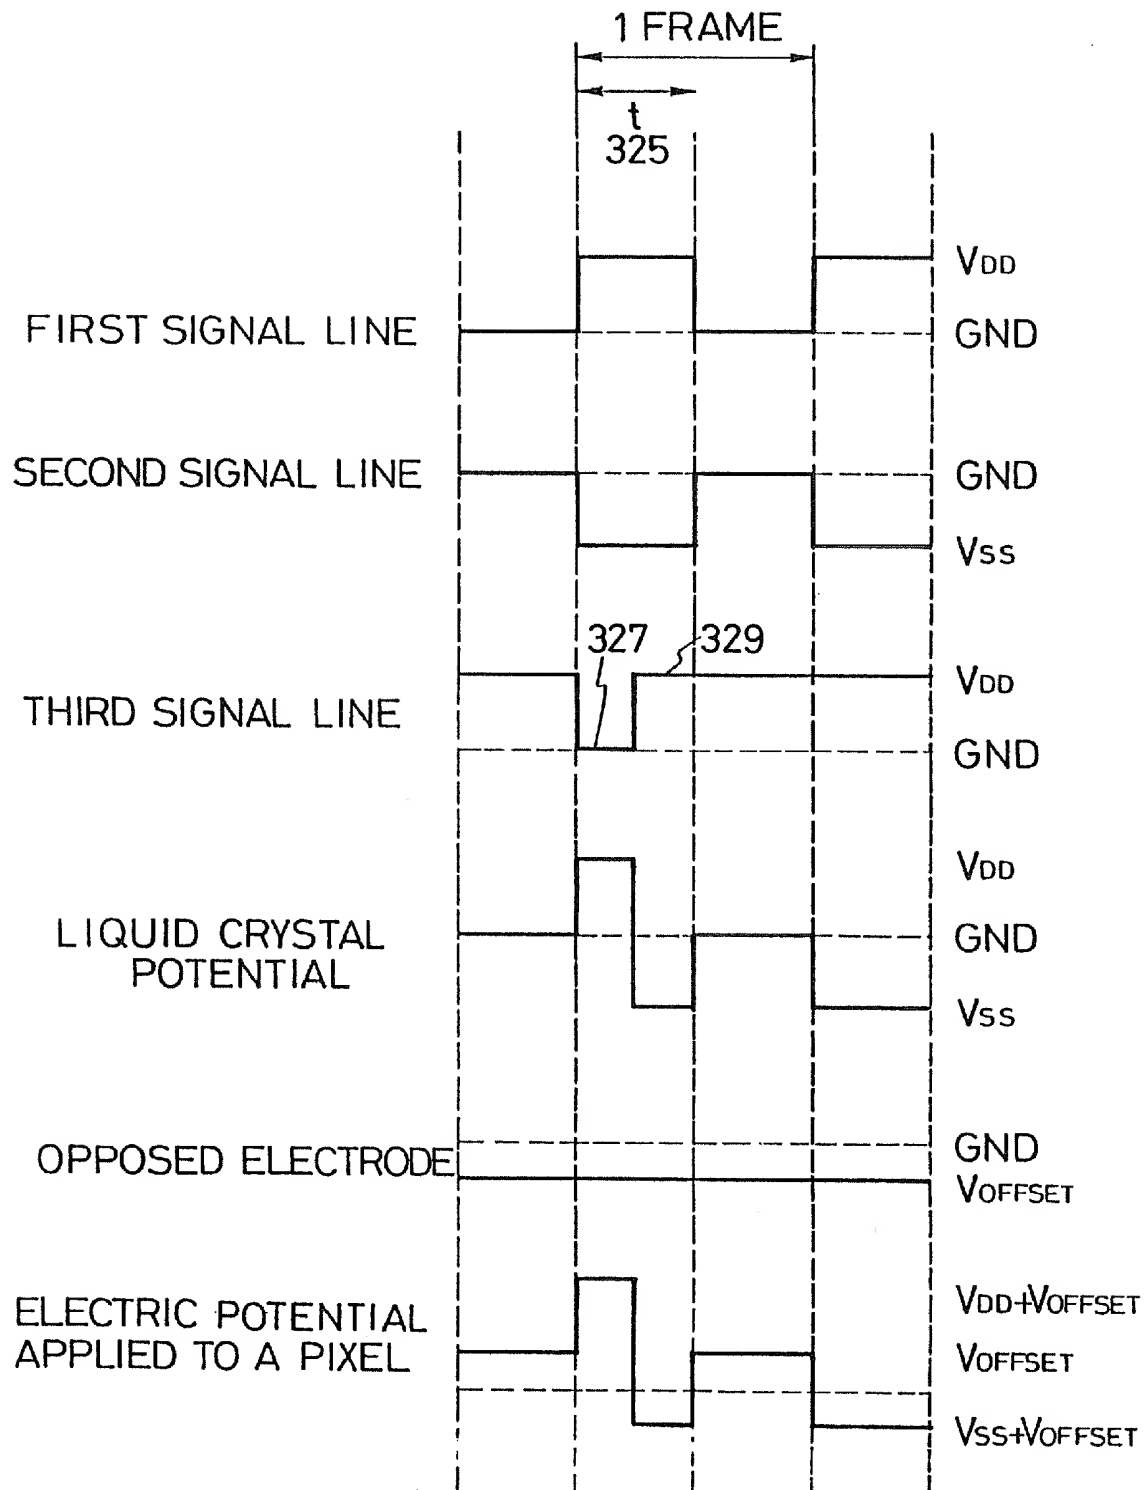 1 FRAME
t
325
FIRST SIGNAL LINE
VDD
GND
SECOND SIGNAL LINE
GND
VSS
327
329
THIRD SIGNAL LINE
VDD
GND
LIQUID CRYSTAL
POTENTIAL
VDD
GND
VSS
OPPOSED ELECTRODE
GND
VOFFSET
ELECTRIC POTENTIAL
APPLIED TO A PIXEL
VDD+VOFFSET
VOFFSET
VSS+VOFFSET